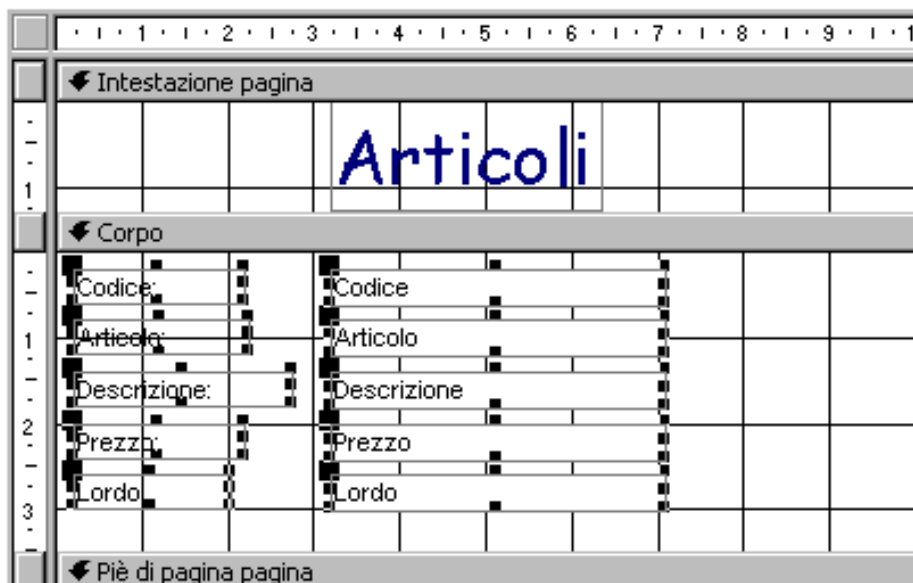 1 2 3 4 5 6 7 8 9 1
Intestazione pagina
Articoli
1
Corpo
Codice: Codice
Articolo: Articolo
1
Descrizione: Descrizione
2
Prezzo: Prezzo
Lordo Lordo
3
Piè di pagina pagina